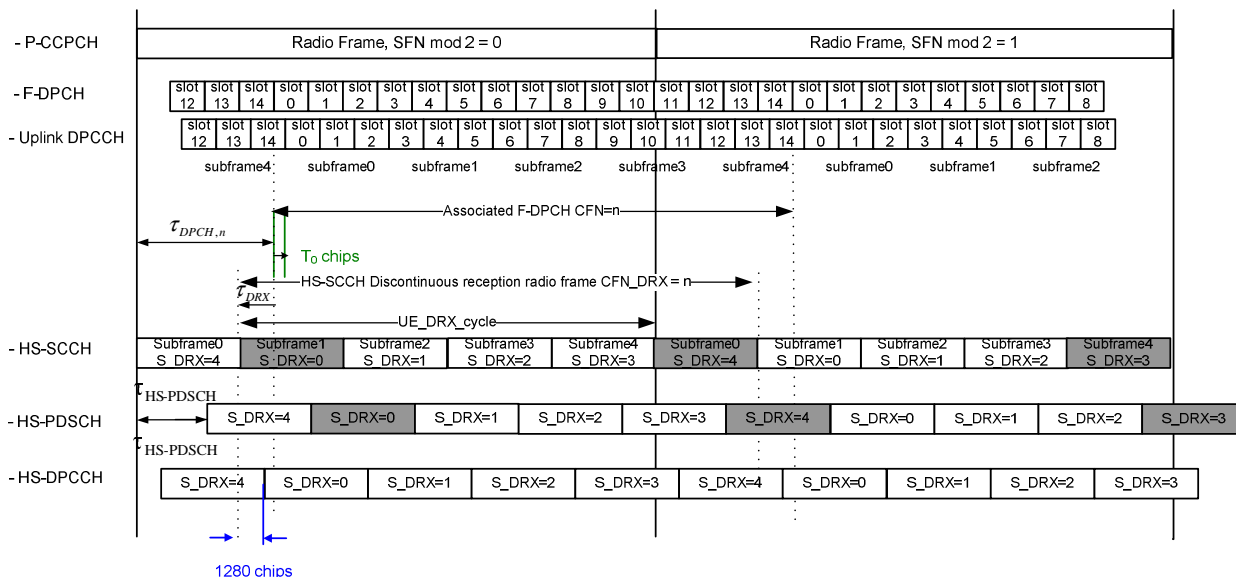 - P-CCPCH
Radio Frame, SFN mod 2 = 0
Radio Frame, SFN mod 2 = 1
- F-DPCH
slot 12 slot 13 slot 14 slot 0 slot 1 slot 2 slot 3 slot 4 slot 5 slot 6 slot 7 slot 8 slot 9 slot 10 slot 11 slot 12 slot 13 slot 14 slot 0 slot 1 slot 2 slot 3 slot 4 slot 5 slot 6 slot 7 slot 8
- Uplink DPCCH
slot 12 slot 13 slot 14 slot 0 slot 1 slot 2 slot 3 slot 4 slot 5 slot 6 slot 7 slot 8 slot 9 slot 10 slot 11 slot 12 slot 13 slot 14 slot 0 slot 1 slot 2 slot 3 slot 4 slot 5 slot 6 slot 7 slot 8
subframe4 subframe0 subframe1 subframe2 subframe3 subframe4 subframe0 subframe1 subframe2
Associated F-DPCH CFN=n
τDPCH,n
T0 chips
HS-SCCH Discontinuous reception radio frame CFN_DRX = n
τDRX
UE_DRX_cycle
- HS-SCCH
Subframe0 Subframe1 Subframe2 Subframe3 Subframe4 Subframe0 Subframe1 Subframe2 Subframe3 Subframe4
S_DRX=4 S_DRX=0 S_DRX=1 S_DRX=2 S_DRX=3 S_DRX=4 S_DRX=0 S_DRX=1 S_DRX=2 S_DRX=3
τHS-PDSCH
- HS-PDSCH
S_DRX=4 S_DRX=0 S_DRX=1 S_DRX=2 S_DRX=3 S_DRX=4 S_DRX=0 S_DRX=1 S_DRX=2 S_DRX=3
τHS-PDSCH
- HS-DPCCH
S_DRX=4 S_DRX=0 S_DRX=1 S_DRX=2 S_DRX=3 S_DRX=4 S_DRX=0 S_DRX=1 S_DRX=2 S_DRX=3
1280 chips